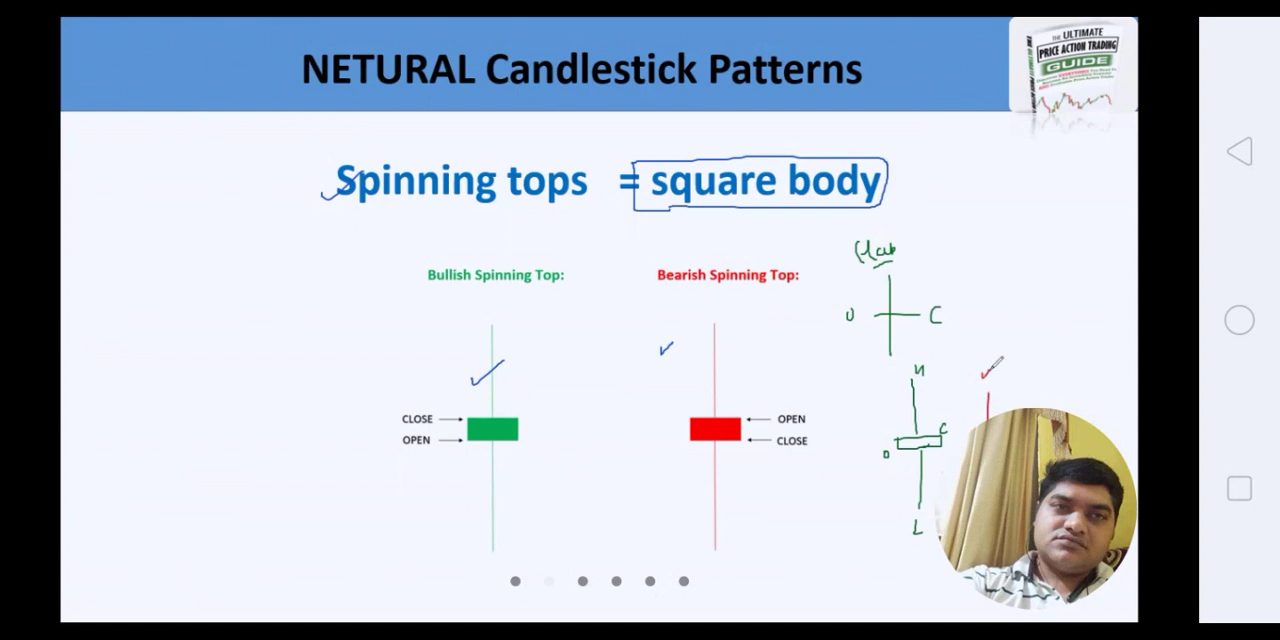 NETURAL Candlestick Patterns
THE ULTIMATE
PRICE ACTION TRADING
GUIDE
Spinning tops = square body
Bullish Spinning Top:
Bearish Spinning Top:
O C
H
CLOSE
OPEN
OPEN
CLOSE
C
O
L